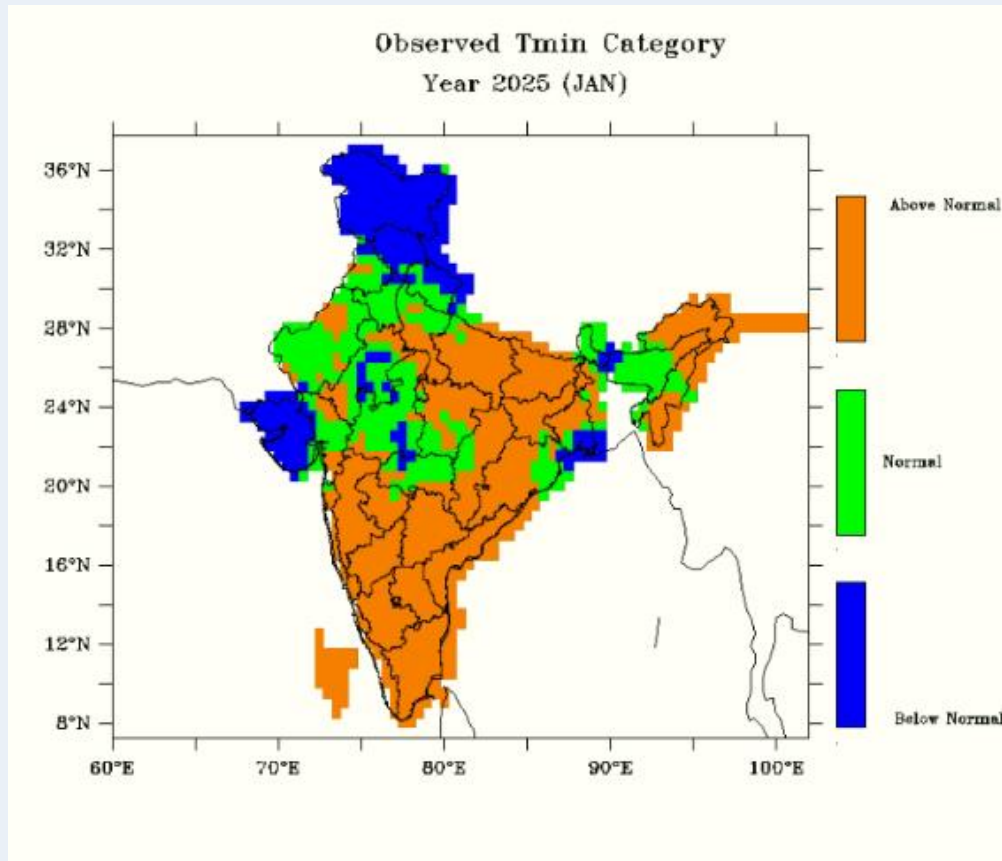 Observed Tmin Category
Year 2025 (JAN)
36°N
32°N
28°N
24°N
20°N
16°N
12°N
8°N
60°E
70°E
80°E
90°E
100°E
Above Normal
Normal
Below Normal